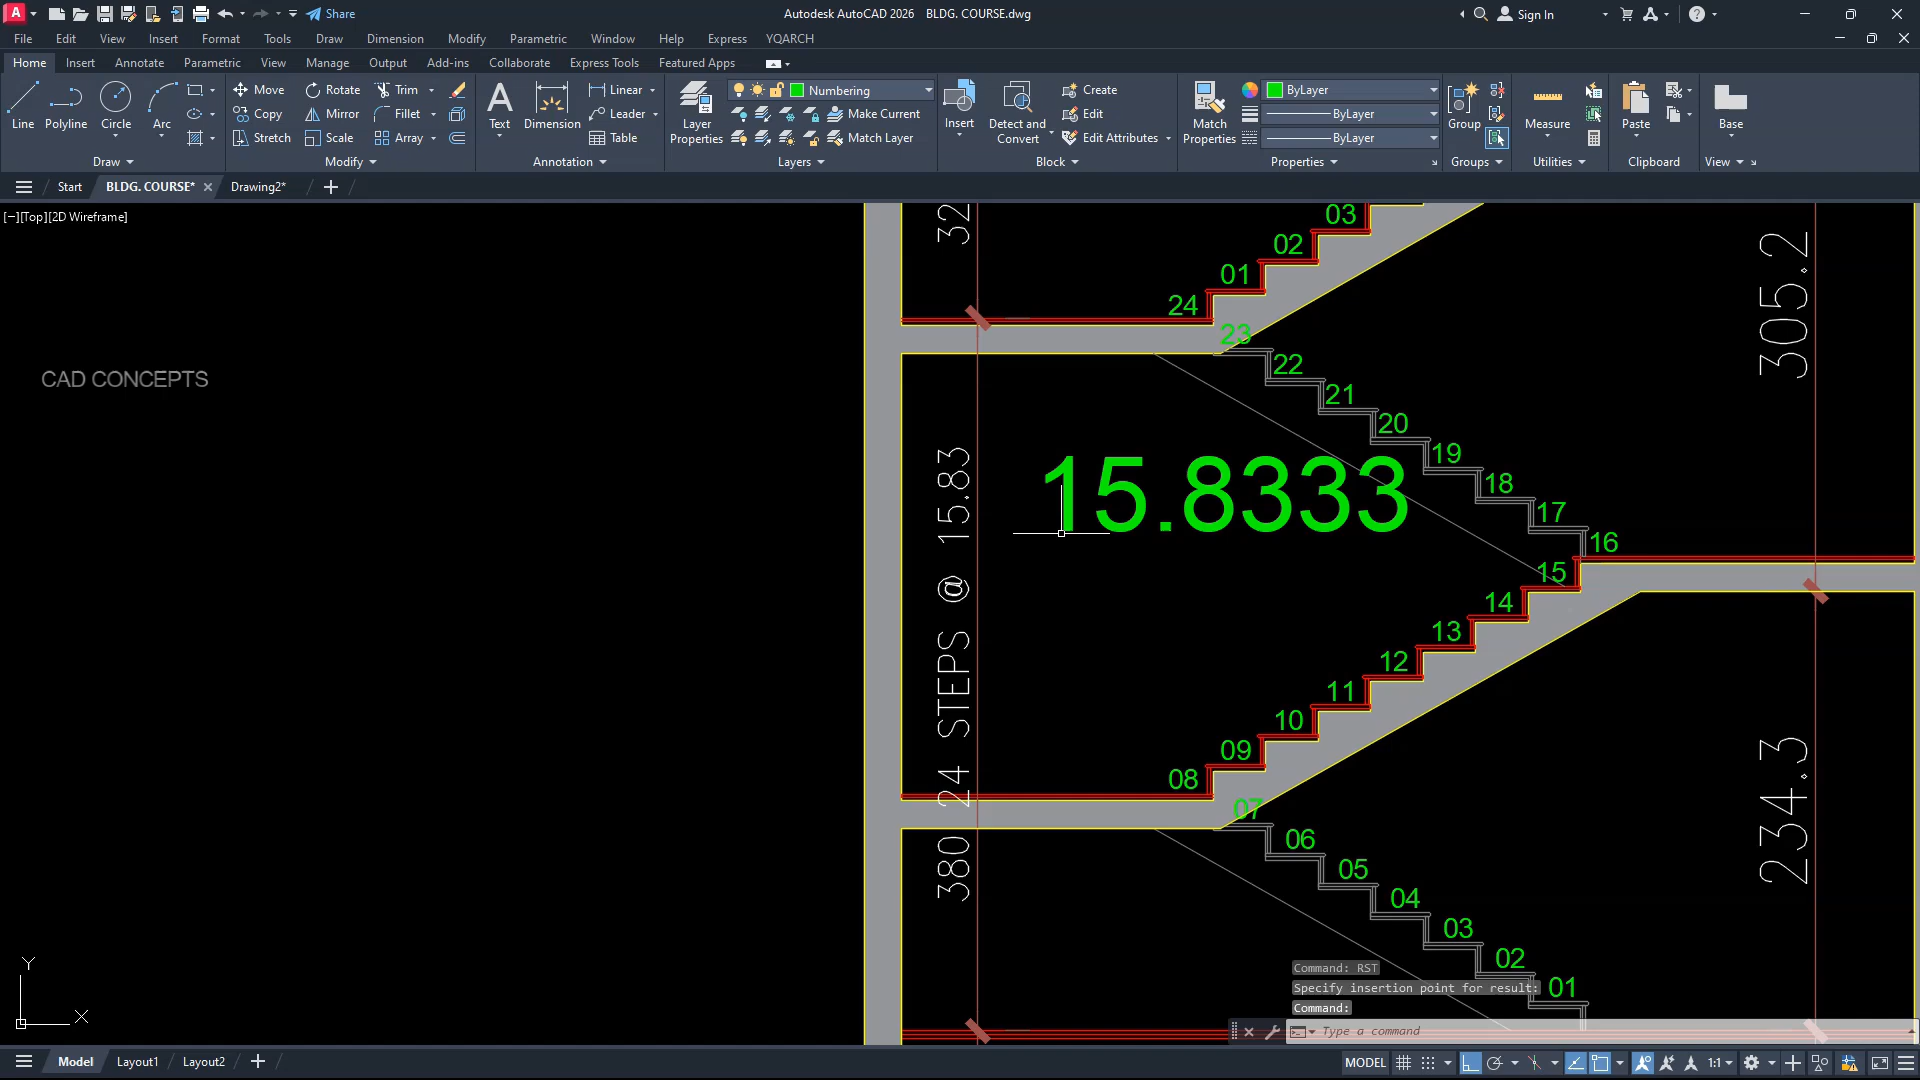 Share
Autodesk AutoCAD 2026 BLDG. COURSE.dwg
Sign In
File Edit View Insert Format Tools Draw Dimension Modify Parametric Window Help Express YQARCH
Home Insert Annotate Parametric View Manage Output Add-ins Collaborate Express Tools Featured Apps
Line Polyline Circle Arc
Move Rotate Trim
Copy Mirror Fillet
Stretch Scale Array
Text Dimension
Linear
Leader
Table
Layer Properties
Numbering
Make Current
Match Layer
Insert
Detect and Convert
Create
Edit
Edit Attributes
Match Properties
ByLayer
ByLayer
ByLayer
Group
Measure
Paste
Base
Draw Modify Annotation Layers Block Properties Groups Utilities Clipboard View
Start BLDG. COURSE* Drawing2*
[−][Top][2D Wireframe]
CAD CONCEPTS
32
03
02
01
24
23
22
21
20
19
18
17
16
15
14
13
12
11
10
09
08
07
06
05
04
03
02
01
15.8333
380 24 STEPS @ 15.83
305.2
234.3
Y
X
Command: RST
Specify insertion point for result:
Command:
Type a command
Model Layout1 Layout2
MODEL
1:1